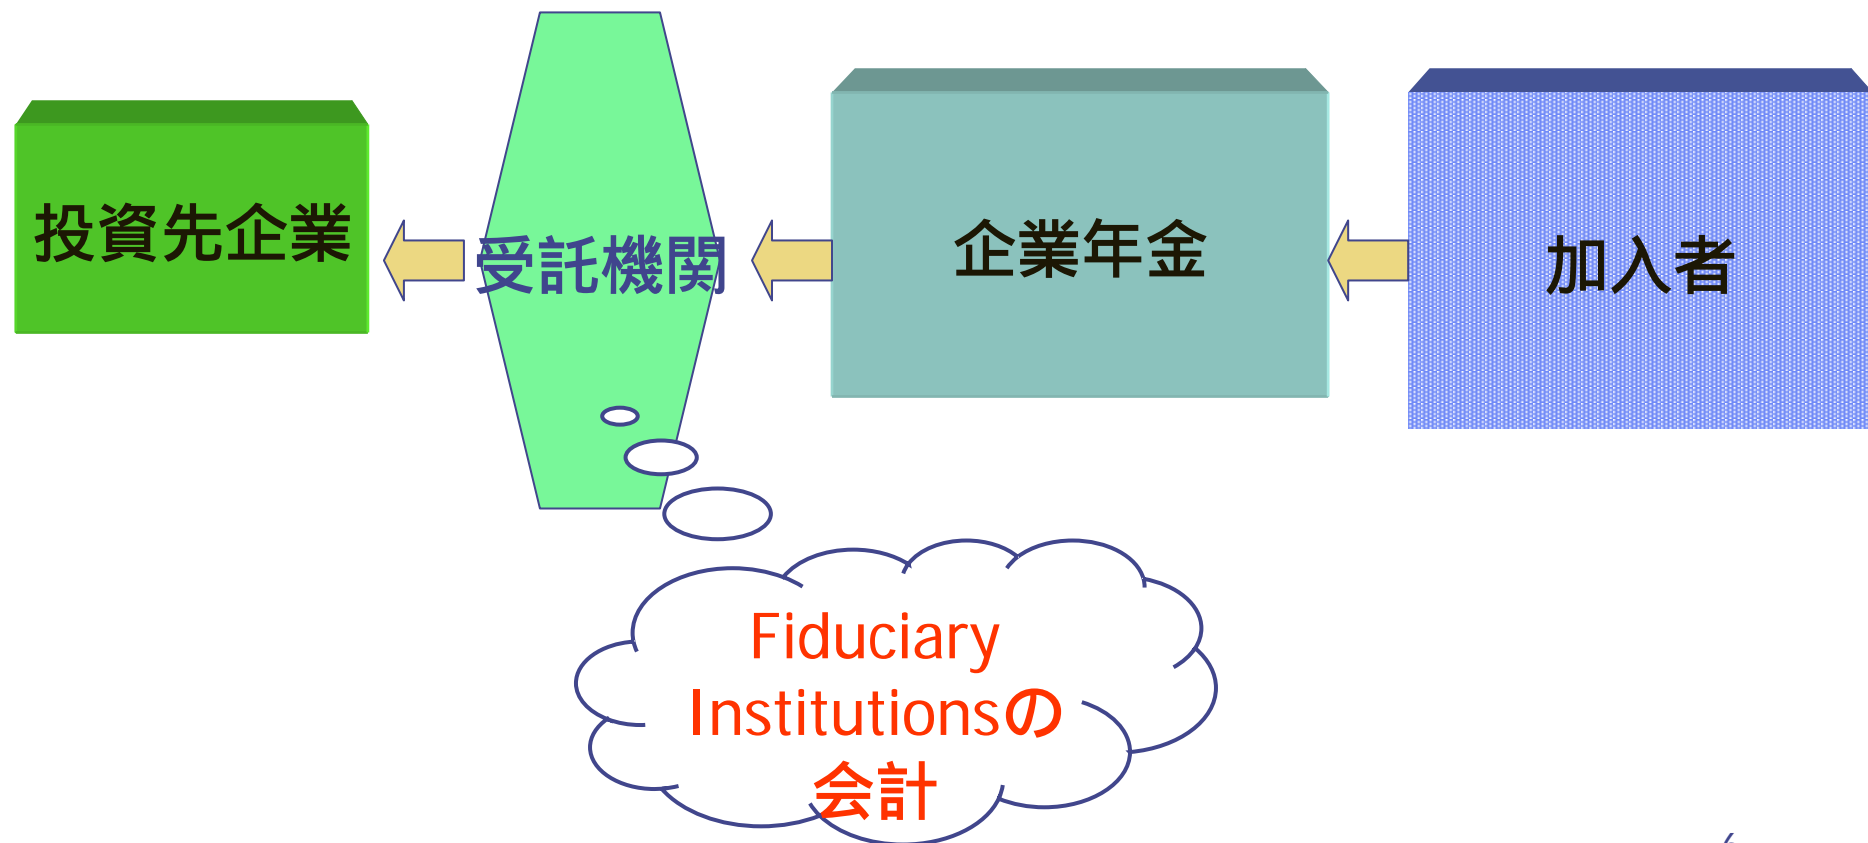 投資先企業
受託機関
企業年金
加入者
Fiduciary
Institutionsの
会計